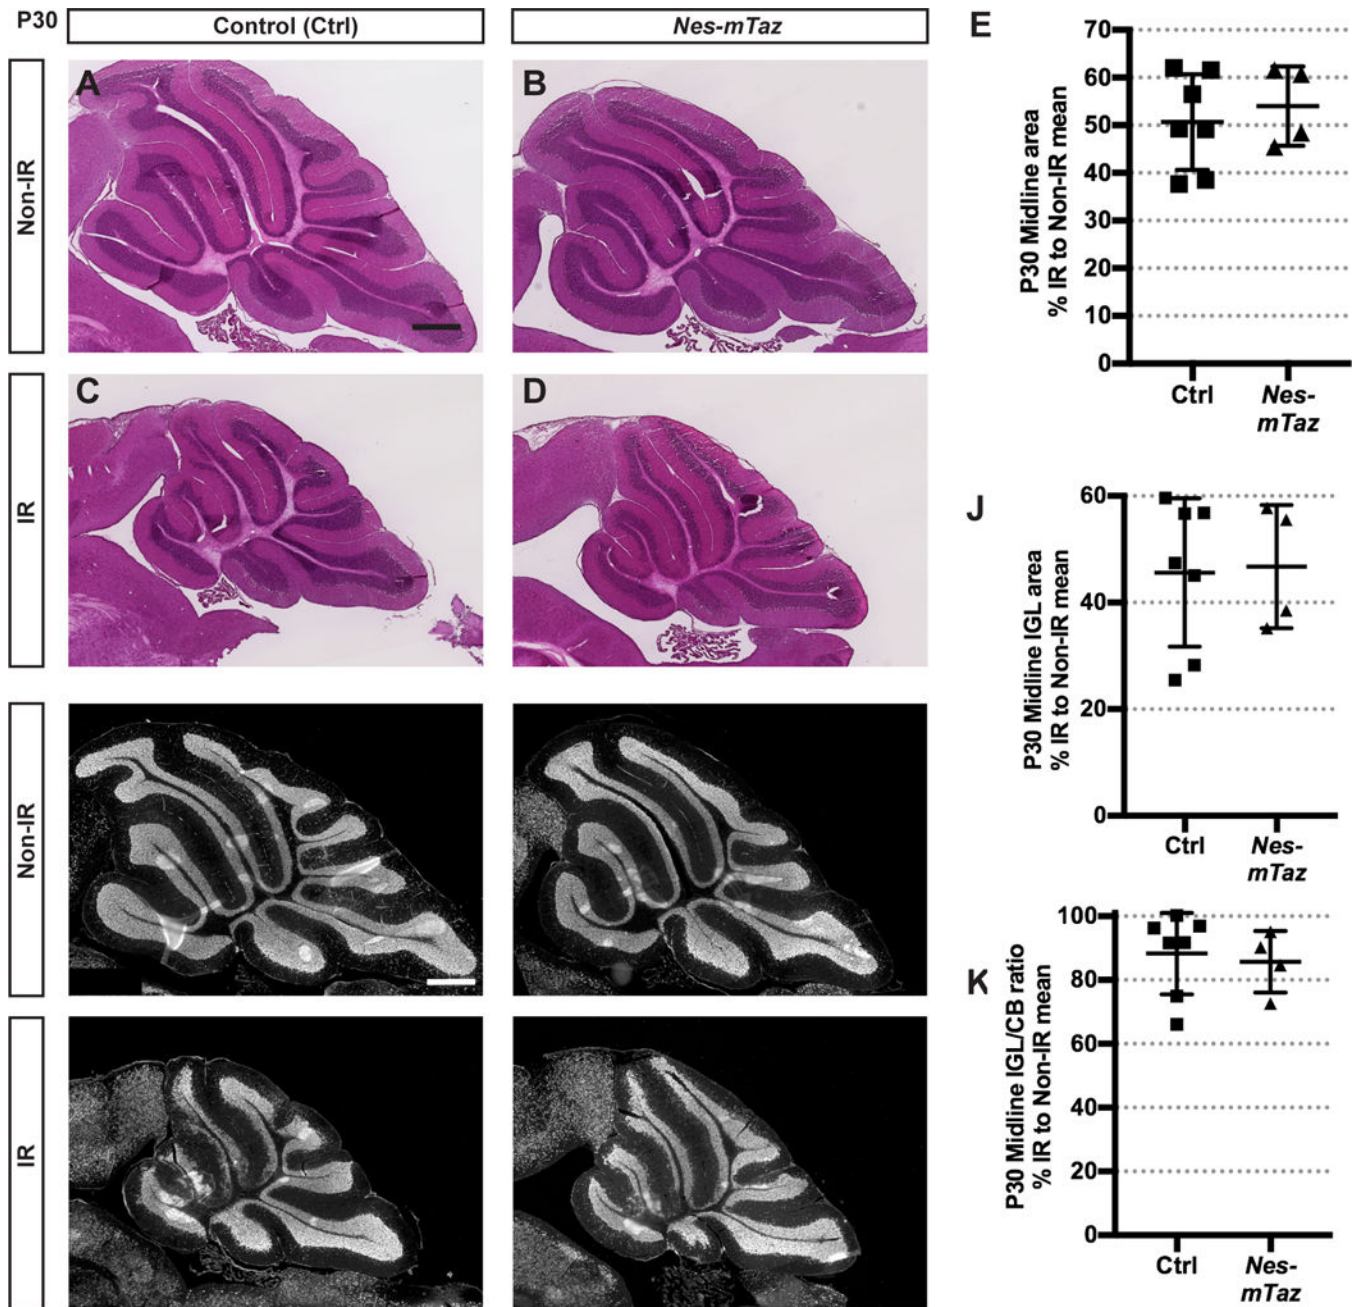 P30
Control (Ctrl)
Nes-mTaz
Non-IR
A
B
IR
C
D
Non-IR
IR
E
P30 Midline area
% IR to Non-IR mean
70
60
50
40
30
20
10
0
Ctrl
Nes-
mTaz
J
P30 Midline IGL area
% IR to Non-IR mean
60
40
20
0
Ctrl
Nes-
mTaz
K
P30 Midline IGL/CB ratio
% IR to Non-IR mean
100
80
60
40
20
0
Ctrl
Nes-
mTaz